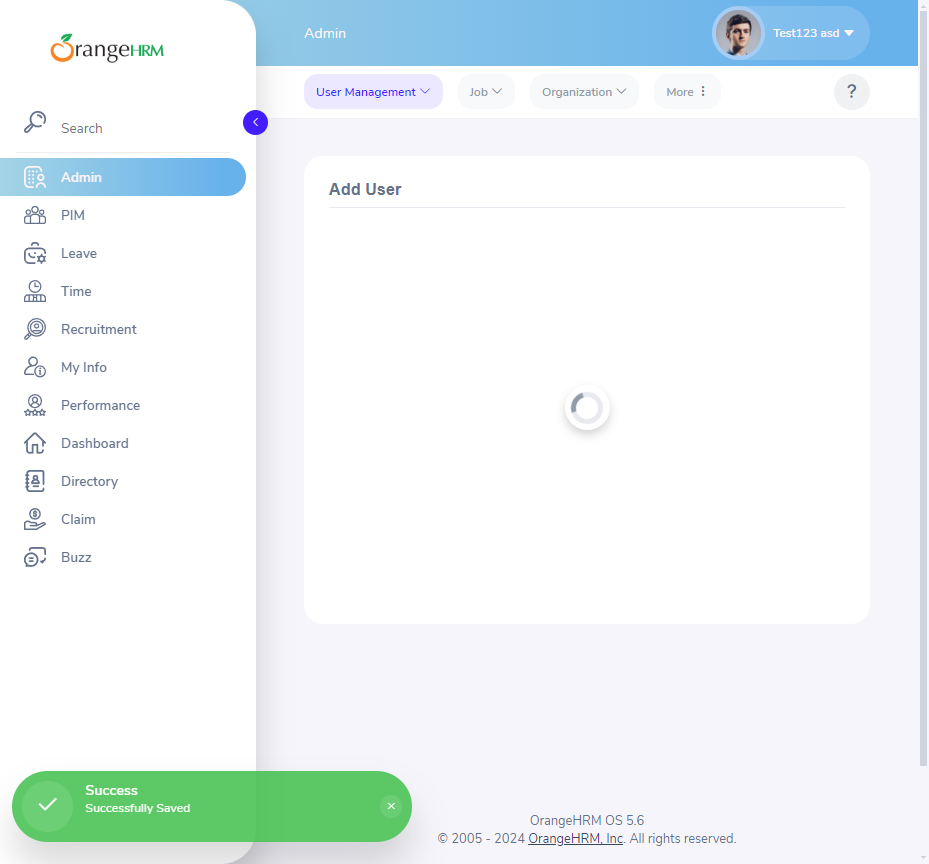 OrangeHRM
Admin
Test123 asd
User Management
Job
Organization
More
?
Search
Admin
PIM
Leave
Time
Recruitment
My Info
Performance
Dashboard
Directory
Claim
Buzz
Add User
Success
Successfully Saved
OrangeHRM OS 5.6
© 2005 - 2024 OrangeHRM, Inc. All rights reserved.